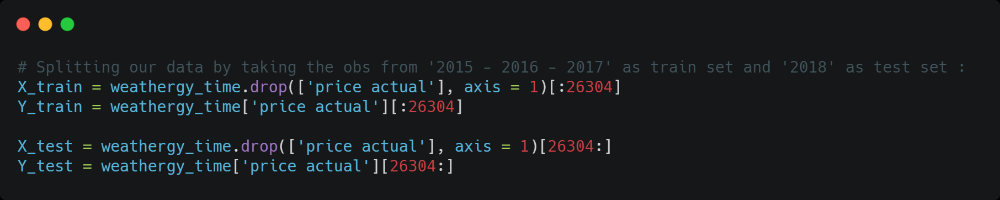 # Splitting our data by taking the obs from '2015 - 2016 - 2017' as train set and '2018' as test set :
X_train = weathergy_time.drop(['price actual'], axis = 1)[:26304]
Y_train = weathergy_time['price actual'][:26304]
X_test = weathergy_time.drop(['price actual'], axis = 1)[26304:]
Y_test = weathergy_time['price actual'][26304:]